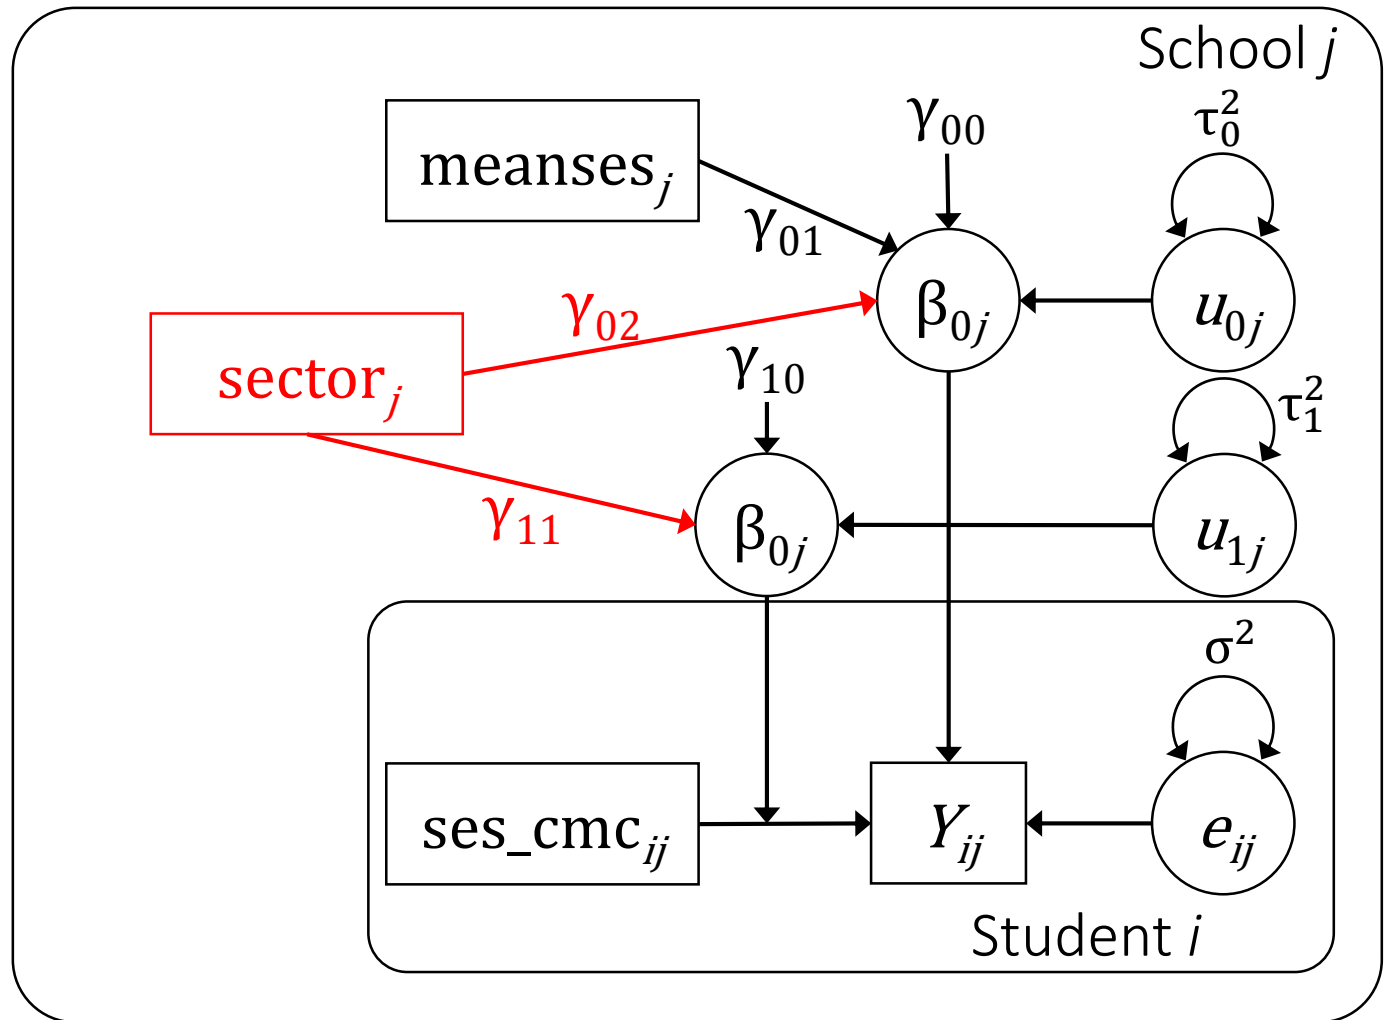 School j
meansesⱼ
γ₀₀
τ₀²
γ₀₁
β₀ⱼ
u₀ⱼ
γ₀₂
sectorⱼ
γ₁₀
τ₁²
γ₁₁
β₀ⱼ
u₁ⱼ
σ²
ses_cmcᵢⱼ
Yᵢⱼ
eᵢⱼ
Student i